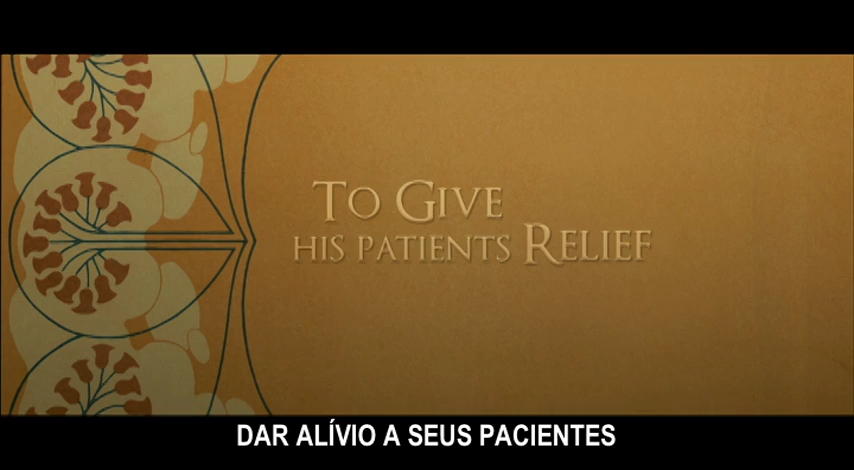 To Give
his patients Relief
DAR ALÍVIO A SEUS PACIENTES